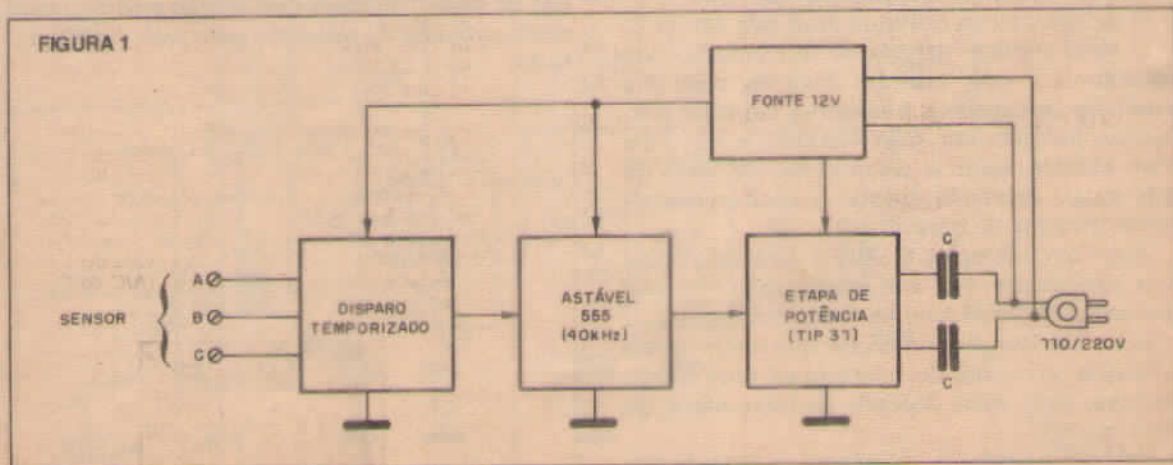 FIGURA 1
FONTE 12V
SENSOR
A
B
C
DISPARO
TEMPORIZADO
ASTÁVEL
555
(40kHz)
ETAPA DE
POTÊNCIA
(TIP 31)
C
C
110/220V